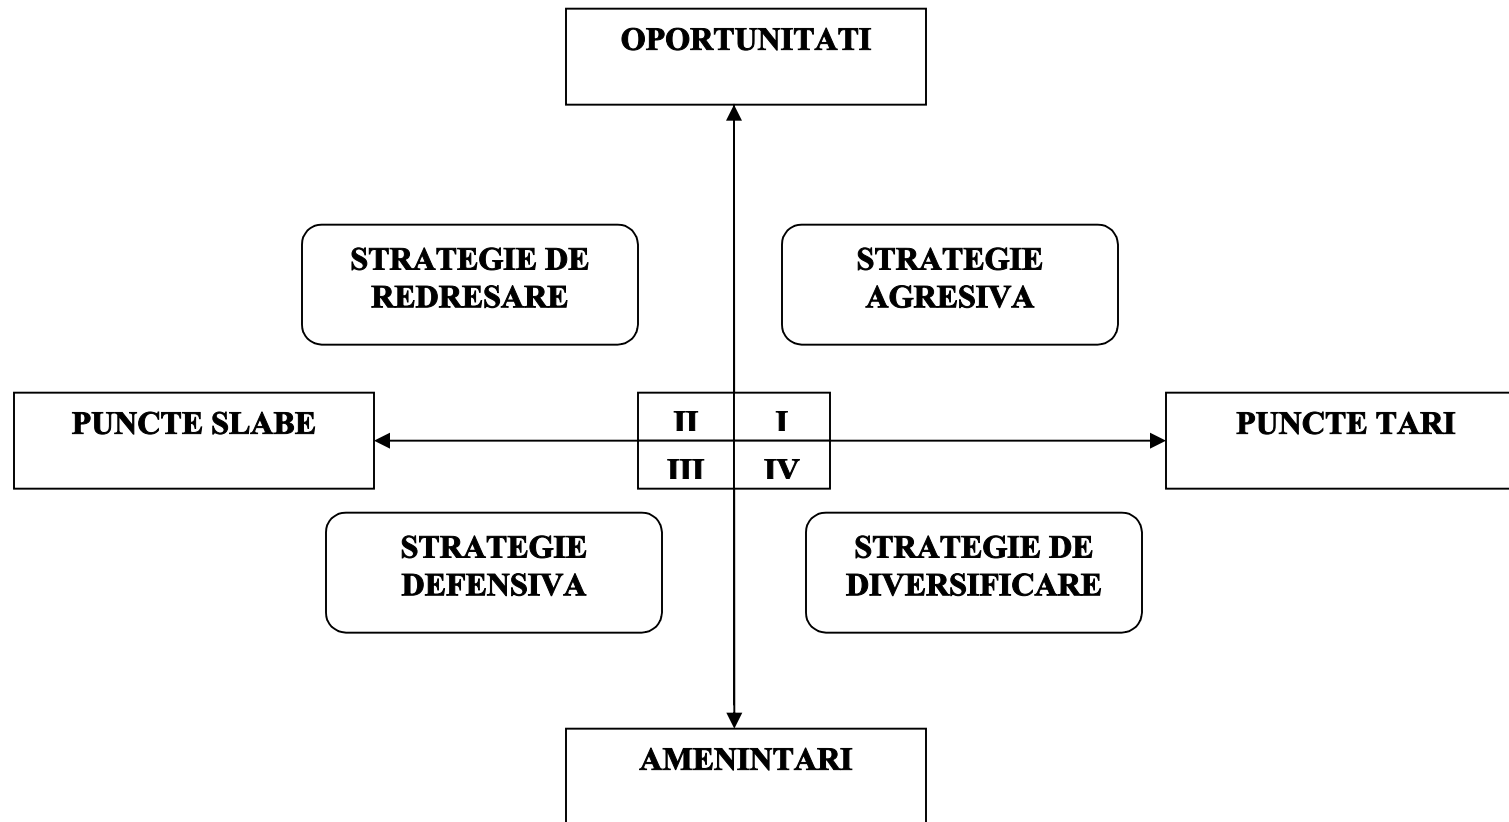 OPORTUNITATI
STRATEGIE DE
REDRESARE
STRATEGIE
AGRESIVA
PUNCTE SLABE
II
I
III
IV
PUNCTE TARI
STRATEGIE
DEFENSIVA
STRATEGIE DE
DIVERSIFICARE
AMENINTARI